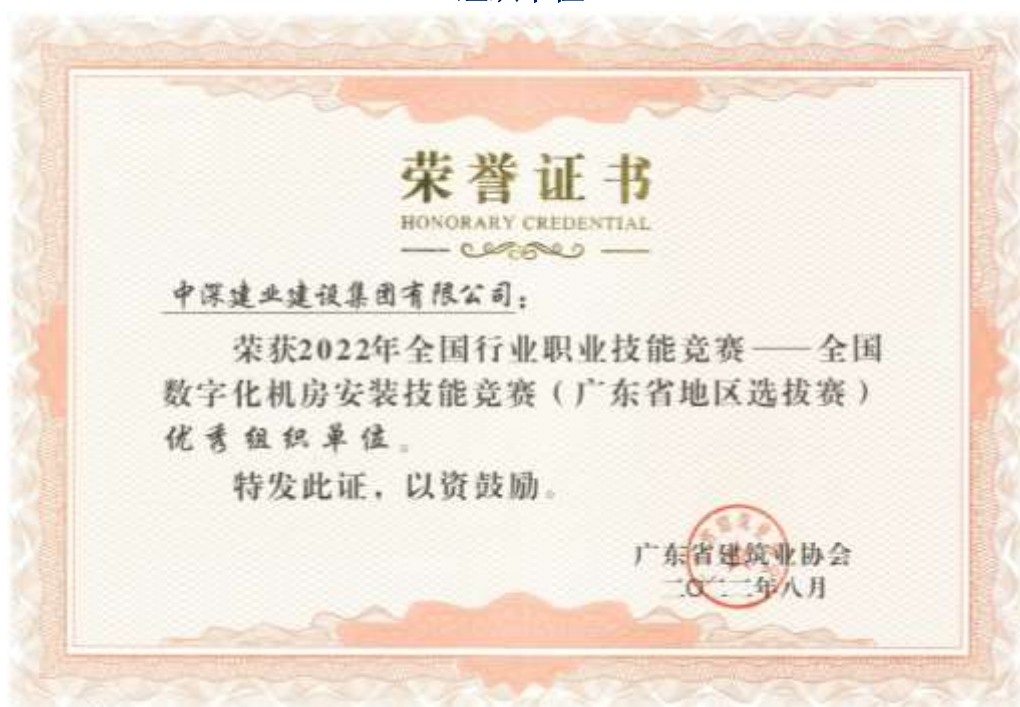 荣誉证书
HONORARY CREDENTIAL
中深建业建设集团有限公司：
荣获2022年全国行业职业技能竞赛——全国
数字化机房安装技能竞赛（广东省地区选拔赛）
优秀组织单位。
特发此证，以资鼓励。
广东省建筑业协会
二〇二二年八月